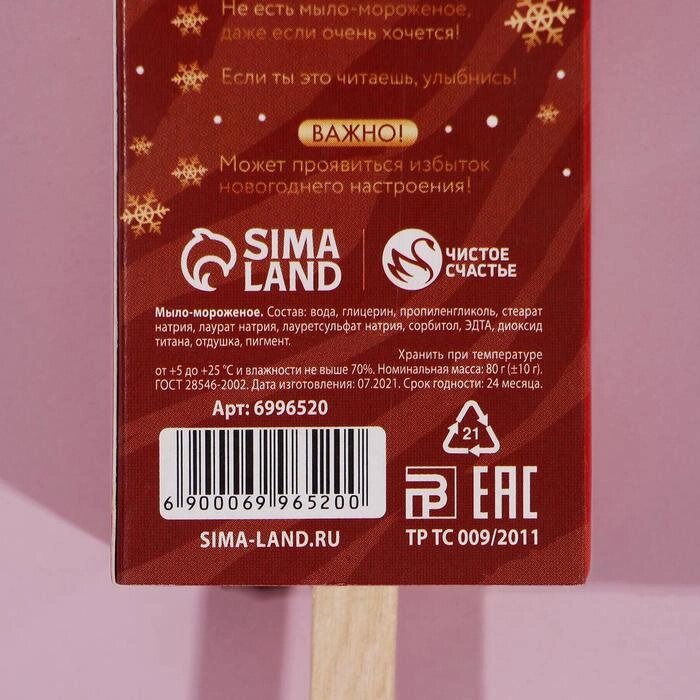 Не есть мыло-мороженое,
даже если очень хочется!
Если ты это читаешь, улыбнись!
ВАЖНО!
Может проявиться избыток
новогоднего настроения!
SIMA
LAND
ЧИСТОЕ
СЧАСТЬЕ
Мыло-мороженое. Состав: вода, глицерин, пропиленгликоль, стеарат
натрия, лаурат натрия, лауретсульфат натрия, сорбитол, ЭДТА, диоксид
титана, отдушка, пигмент.
Хранить при температуре
от +5 до +25 °С и влажности не выше 70%. Номинальная масса: 80 г (±10 г).
ГОСТ 28546-2002. Дата изготовления: 07.2021. Срок годности: 24 месяца.
Арт: 6996520
21
6 900069 965200
EAC
SIMA-LAND.RU
ТР ТС 009/2011